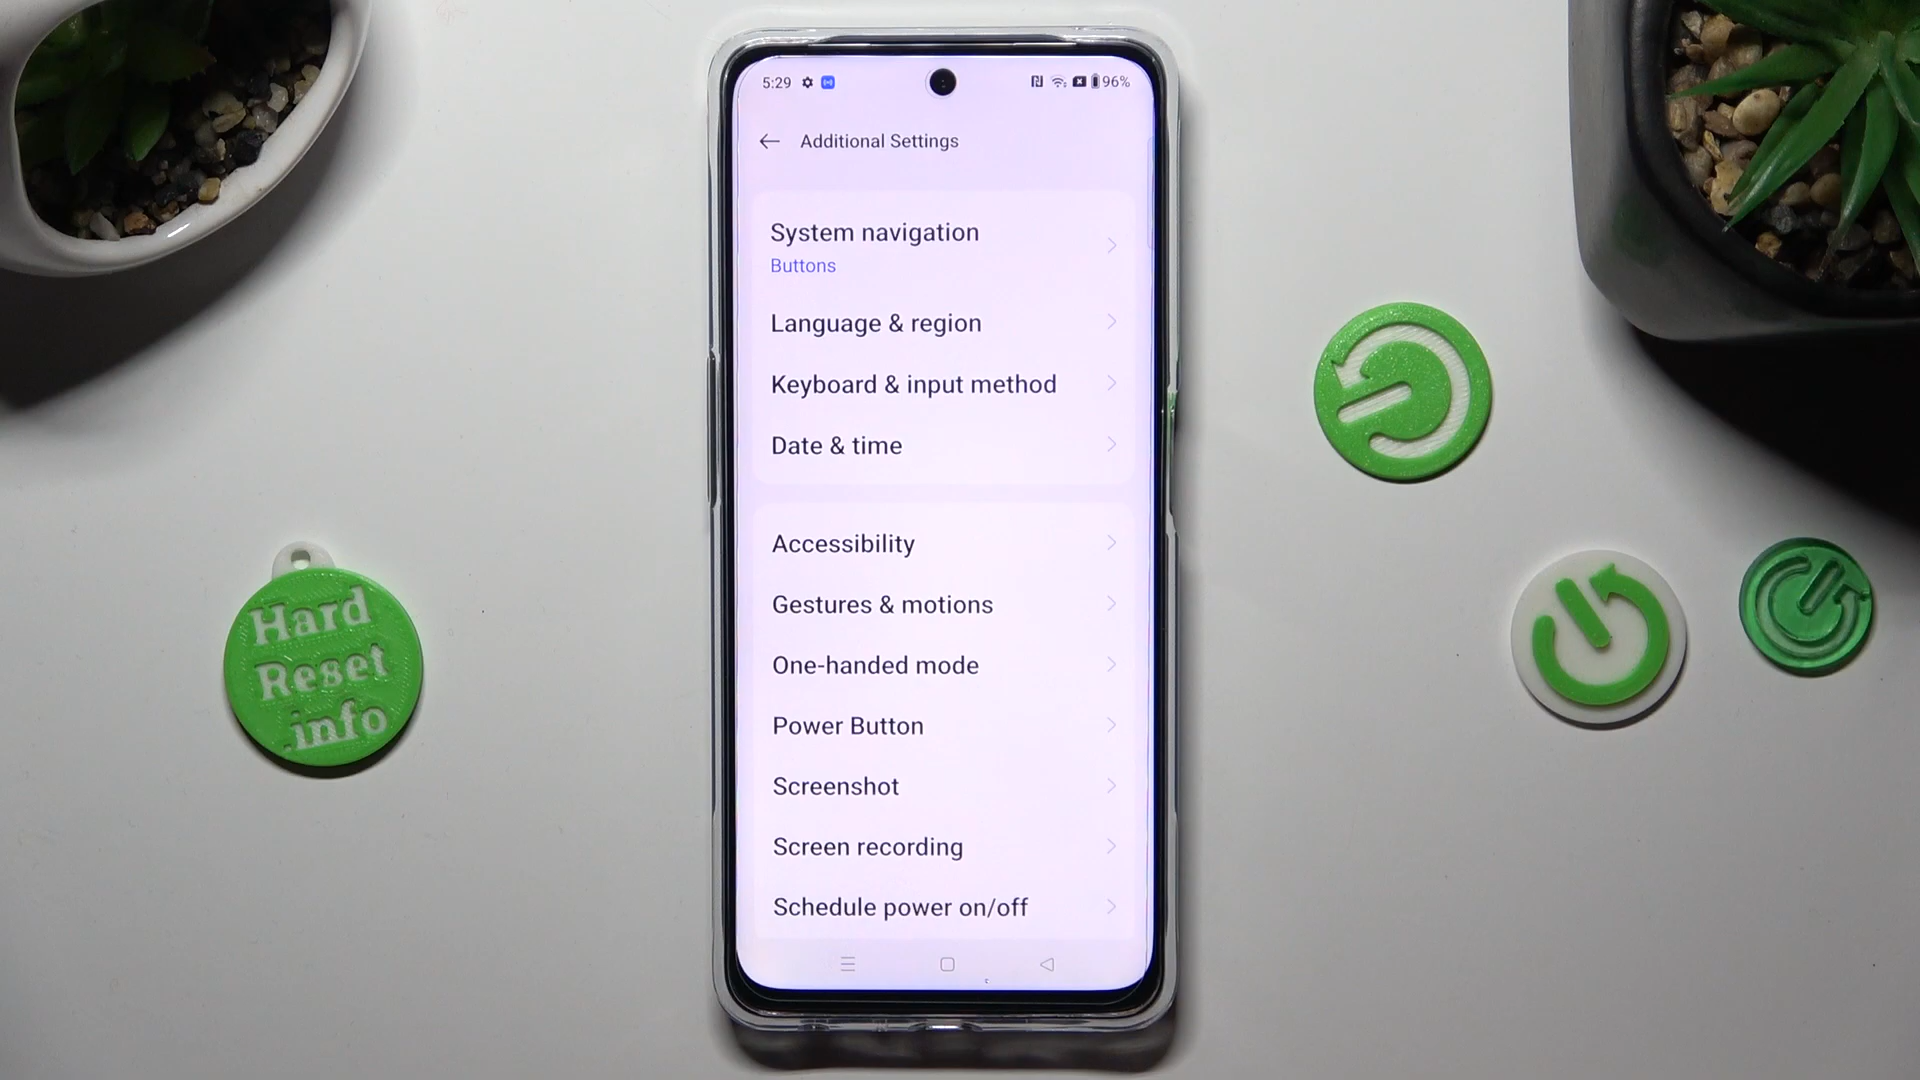 5:29
96%
Additional Settings
System navigation
Buttons
Language & region
Keyboard & input method
Date & time
Accessibility
Gestures & motions
One-handed mode
Power Button
Screenshot
Screen recording
Schedule power on/off
Hard
Reset
.info